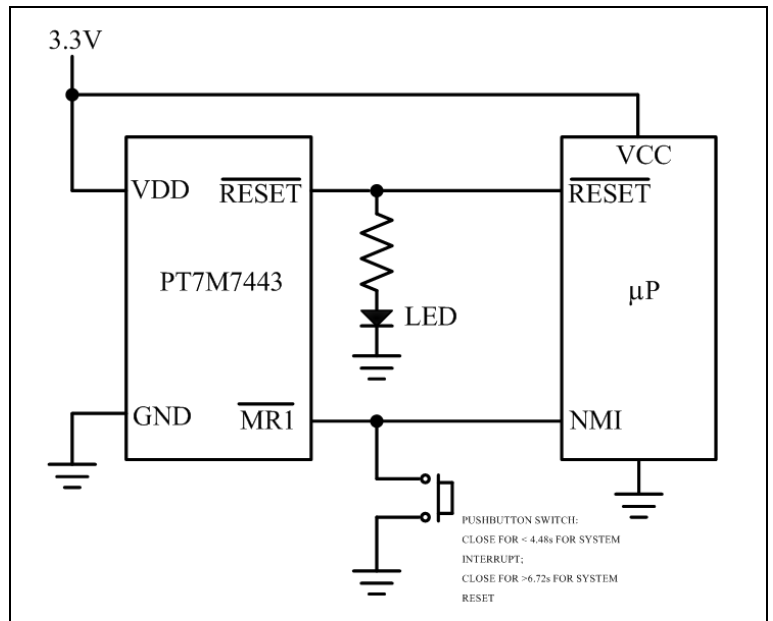 3.3V
VCC
VDD
RESET
RESET
PT7M7443
μP
LED
GND
MR1
NMI
PUSHBUTTON SWITCH:
CLOSE FOR < 4.48s FOR SYSTEM
INTERRUPT;
CLOSE FOR >6.72s FOR SYSTEM
RESET